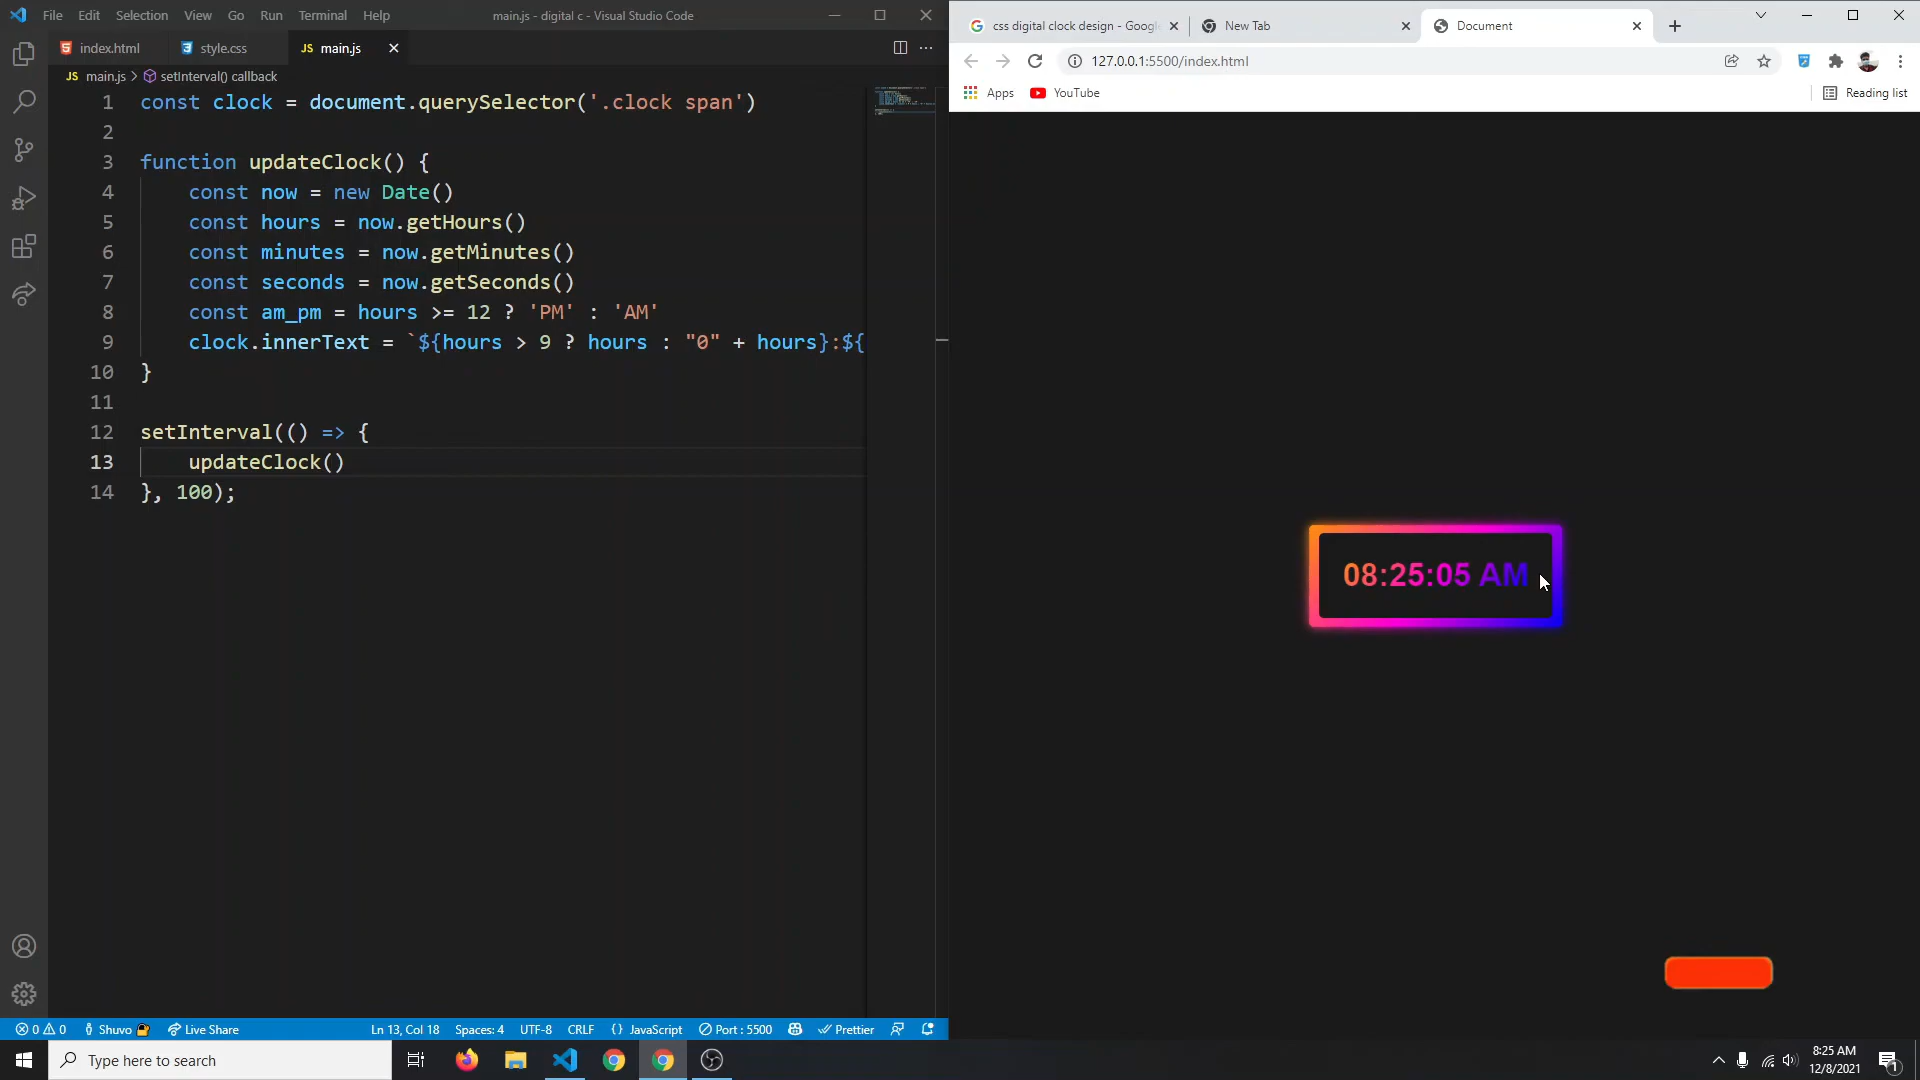 File Edit Selection View Go Run Terminal Help
main.js - digital c - Visual Studio Code
index.html
style.css
JS main.js
JS main.js > setInterval() callback
1 const clock = document.querySelector('.clock span')
2
3 function updateClock() {
4 const now = new Date()
5 const hours = now.getHours()
6 const minutes = now.getMinutes()
7 const seconds = now.getSeconds()
8 const am_pm = hours >= 12 ? 'PM' : 'AM'
9 clock.innerText = `${hours > 9 ? hours : "0" + hours}:${
10 }
11
12 setInterval(() => {
13 updateClock()
14 }, 100);
0 0 Shuvo Live Share Ln 13, Col 18 Spaces: 4 UTF-8 CRLF {} JavaScript Port : 5500 Prettier
css digital clock design - Googl
New Tab
Document
127.0.0.1:5500/index.html
Apps YouTube Reading list
08:25:05 AM
Type here to search
8:25 AM
12/8/2021
1